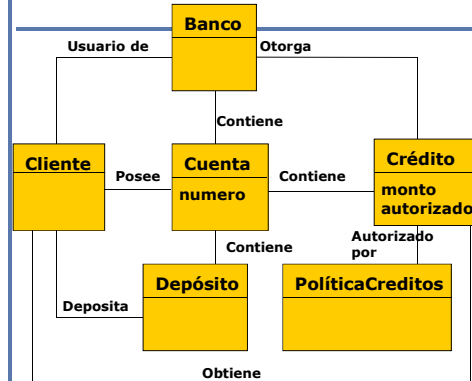 Banco
Usuario de
Otorga
Contiene
Cliente
Posee
Cuenta
numero
Contiene
Crédito
monto
autorizado
Contiene
Autorizado
por
Depósito
PolíticaCreditos
Deposita
Obtiene